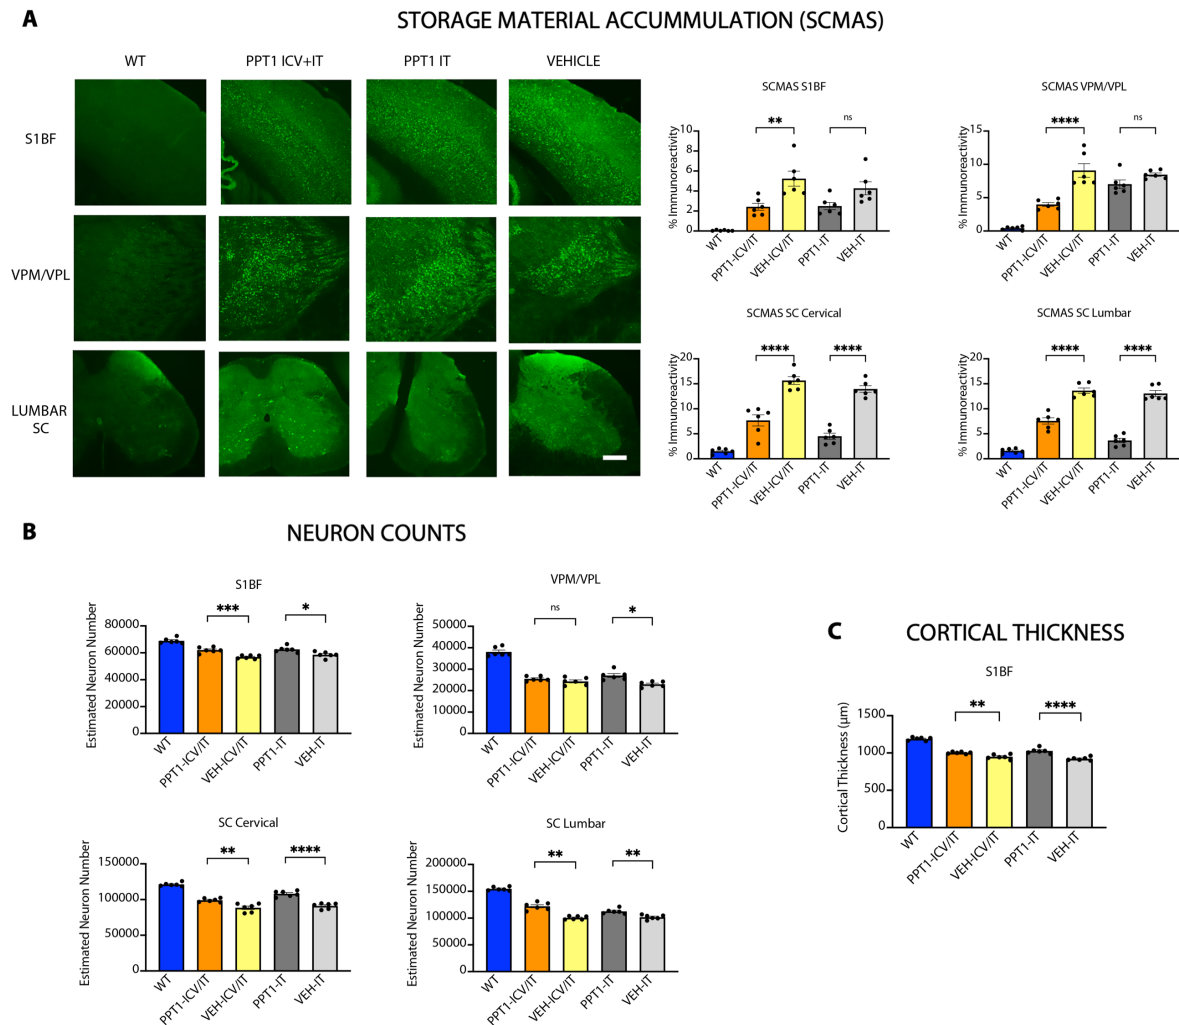 A
STORAGE MATERIAL ACCUMMULATION (SCMAS)
WT
PPT1 ICV+IT
PPT1 IT
VEHICLE
S1BF
VPM/VPL
LUMBAR
SC
SCMAS S1BF
% Immunoreactivity
10
8
6
4
2
0
**
ns
WT
PPT1-ICV/IT
VEH-ICV/IT
PPT1-IT
VEH-IT
SCMAS VPM/VPL
% Immunoreactivity
15
10
5
0
****
ns
WT
PPT1-ICV/IT
VEH-ICV/IT
PPT1-IT
VEH-IT
SCMAS SC Cervical
% Immunoreactivity
20
15
10
5
0
****
****
WT
PPT1-ICV/IT
VEH-ICV/IT
PPT1-IT
VEH-IT
SCMAS SC Lumbar
% Immunoreactivity
20
15
10
5
0
****
****
WT
PPT1-ICV/IT
VEH-ICV/IT
PPT1-IT
VEH-IT
B
NEURON COUNTS
S1BF
Estimated Neuron Number
80000
60000
40000
20000
0
***
*
WT
PPT1-ICV/IT
VEH-ICV/IT
PPT1-IT
VEH-IT
VPM/VPL
Estimated Neuron Number
50000
40000
30000
20000
10000
0
ns
*
WT
PPT1-ICV/IT
VEH-ICV/IT
PPT1-IT
VEH-IT
SC Cervical
Estimated Neuron Number
150000
100000
50000
0
**
****
WT
PPT1-ICV/IT
VEH-ICV/IT
PPT1-IT
VEH-IT
SC Lumbar
Estimated Neuron Number
200000
150000
100000
50000
0
**
**
WT
PPT1-ICV/IT
VEH-ICV/IT
PPT1-IT
VEH-IT
C
CORTICAL THICKNESS
S1BF
Cortical Thickness (µm)
1500
1000
500
0
**
****
WT
PPT1-ICV/IT
VEH-ICV/IT
PPT1-IT
VEH-IT